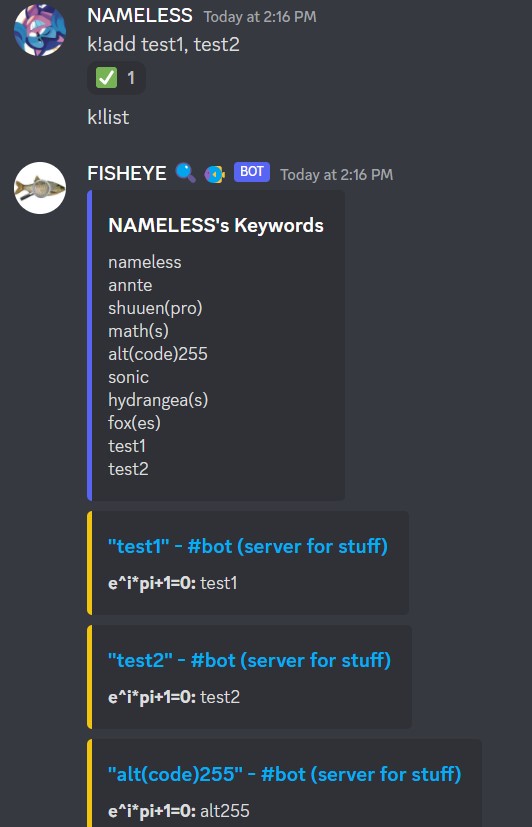 NAMELESS Today at 2:16 PM
k!add test1, test2
1
k!list
FISHEYE BOT Today at 2:16 PM
NAMELESS's Keywords
nameless
annte
shuuen(pro)
math(s)
alt(code)255
sonic
hydrangea(s)
fox(es)
test1
test2
"test1" - #bot (server for stuff)
e^i*pi+1=0: test1
"test2" - #bot (server for stuff)
e^i*pi+1=0: test2
"alt(code)255" - #bot (server for stuff)
e^i*pi+1=0: alt255